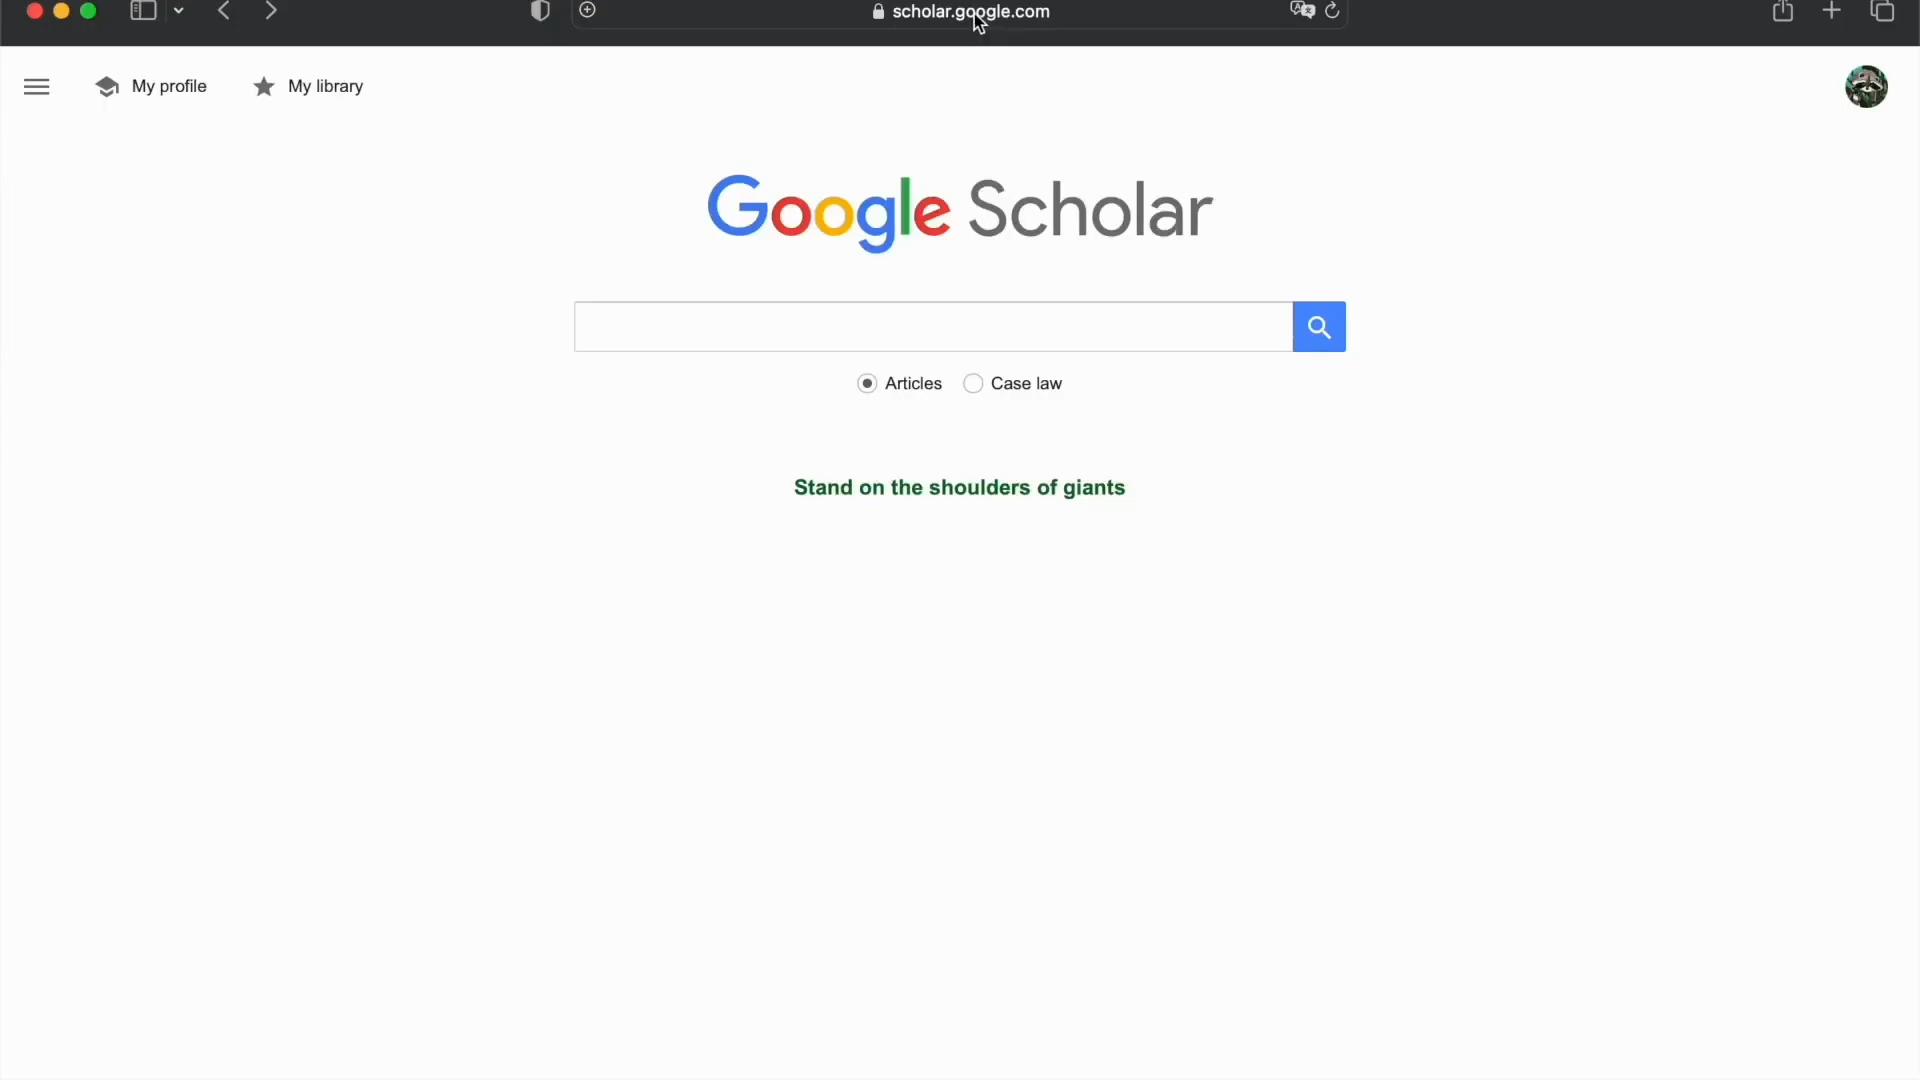 scholar.google.com
My profile
My library
Google Scholar
Articles
Case law
Stand on the shoulders of giants